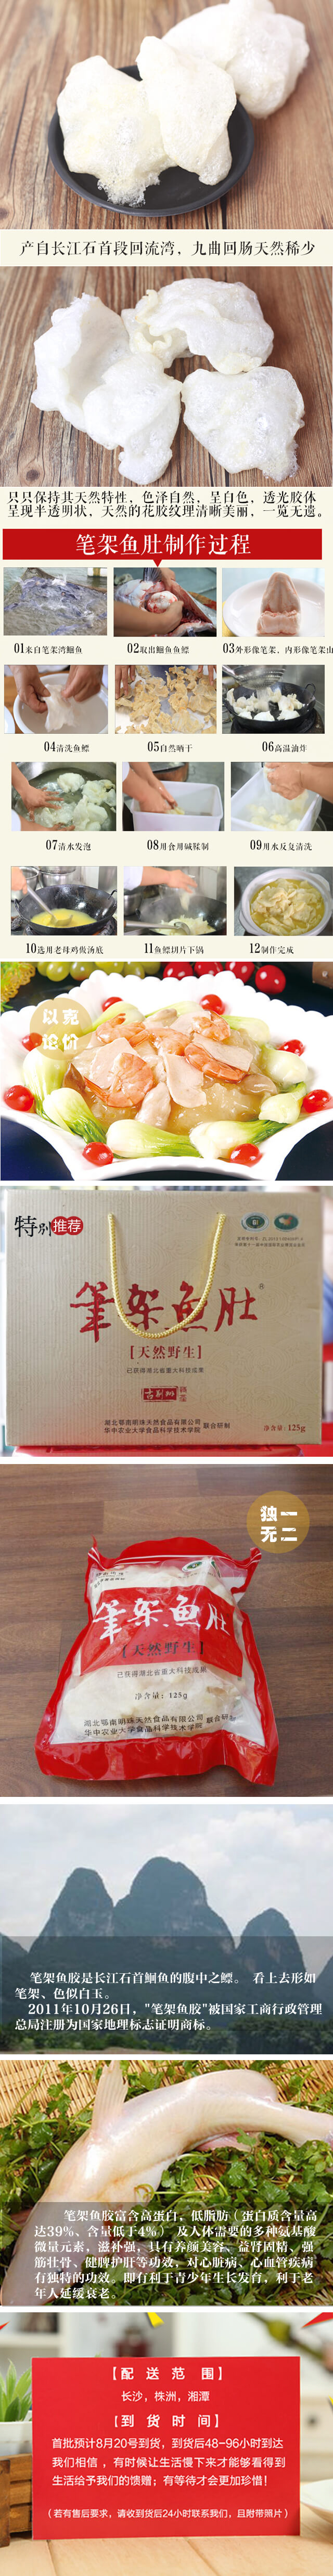 产自长江石首段回流湾，九曲回肠天然稀少
只只保持其天然特性，色泽自然，呈白色，透光胶体
呈现半透明状，天然的花胶纹理清晰美丽，一览无遗。
笔架鱼肚制作过程
01来自笔架湾鮰鱼
02取出鮰鱼鱼鳔
03外形像笔架、内形像笔架山
04清洗鱼鳔
05自然晒干
06高温油炸
07清水发泡
08用食用碱鞣制
09用水反复清洗
10选用老母鸡做汤底
11鱼鳔切片下锅
12制作完成
以克
论价
特别推荐
笔架鱼肚
®
【天然野生】
已获得湖北省重大科技成果
湖北鄂南明珠天然食品有限公司
华中农业大学食品科学技术学院
联合研制
净含量：125g
独一
无二
笔架鱼肚
【天然野生】
已获得湖北省重大科技成果
净含量：125g
湖北鄂南明珠天然食品有限公司
华中农业大学食品科学技术学院
联合研制
笔架鱼胶是长江石首鮰鱼的腹中之鳔。 看上去形如
笔架、色似白玉。
2011年10月26日，"笔架鱼胶"被国家工商行政管理
总局注册为国家地理标志证明商标。
笔架鱼胶富含高蛋白，低脂肪（蛋白质含量高
达39%、含量低于4%） 及人体需要的多种氨基酸
微量元素，滋补强，具有养颜美容、益肾固精、强
筋壮骨、健脾护肝等功效，对心脏病、心血管疾病
有独特的功效。即有利于青少年生长发育，利于老
年人延缓衰老。
【配 送 范 围】
长沙，株洲，湘潭
【到 货 时 间】
首批预计8月20号到货，到货后48-96小时到达
我们相信 ，有时候让生活慢下来才能够看得到
生活给予我们的馈赠；有等待才会更加珍惜！
（若有售后要求，请收到货后24小时联系我们，且附带照片）